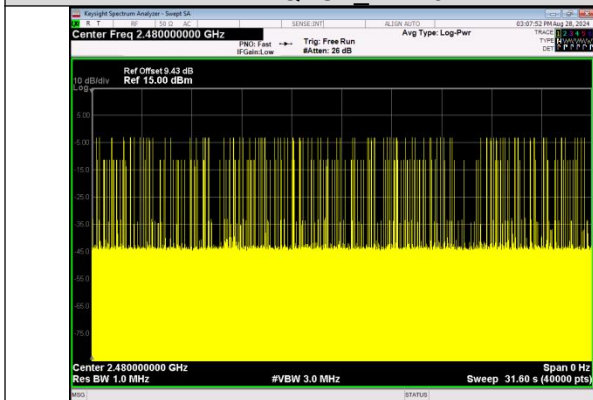 Keysight Spectrum Analyzer - Swept SA
R T RF 50 Ω AC SENSE:INT ALIGN AUTO 03:07:52 PM Aug 28, 2024
Center Freq 2.480000000 GHz
PNO: Fast
IFGain:Low
Trig: Free Run
#Atten: 26 dB
Avg Type: Log-Pwr
TRACE 1 2 3 4 5
TYPE
DET
Ref Offset 9.43 dB
10 dB/div Ref 15.00 dBm
Log
5.00
-5.00
-15.0
-25.0
-35.0
-45.0
-55.0
-65.0
-75.0
Center 2.480000000 GHz Span 0 Hz
Res BW 1.0 MHz #VBW 3.0 MHz Sweep 31.60 s (40000 pts)
MSG STATUS